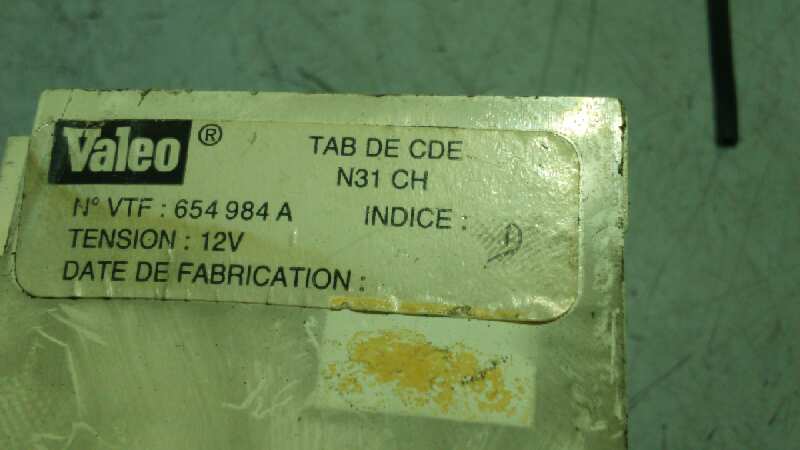 Valeo ®
TAB DE CDE
N31 CH
N° VTF : 654 984 A INDICE :
TENSION : 12V
DATE DE FABRICATION :